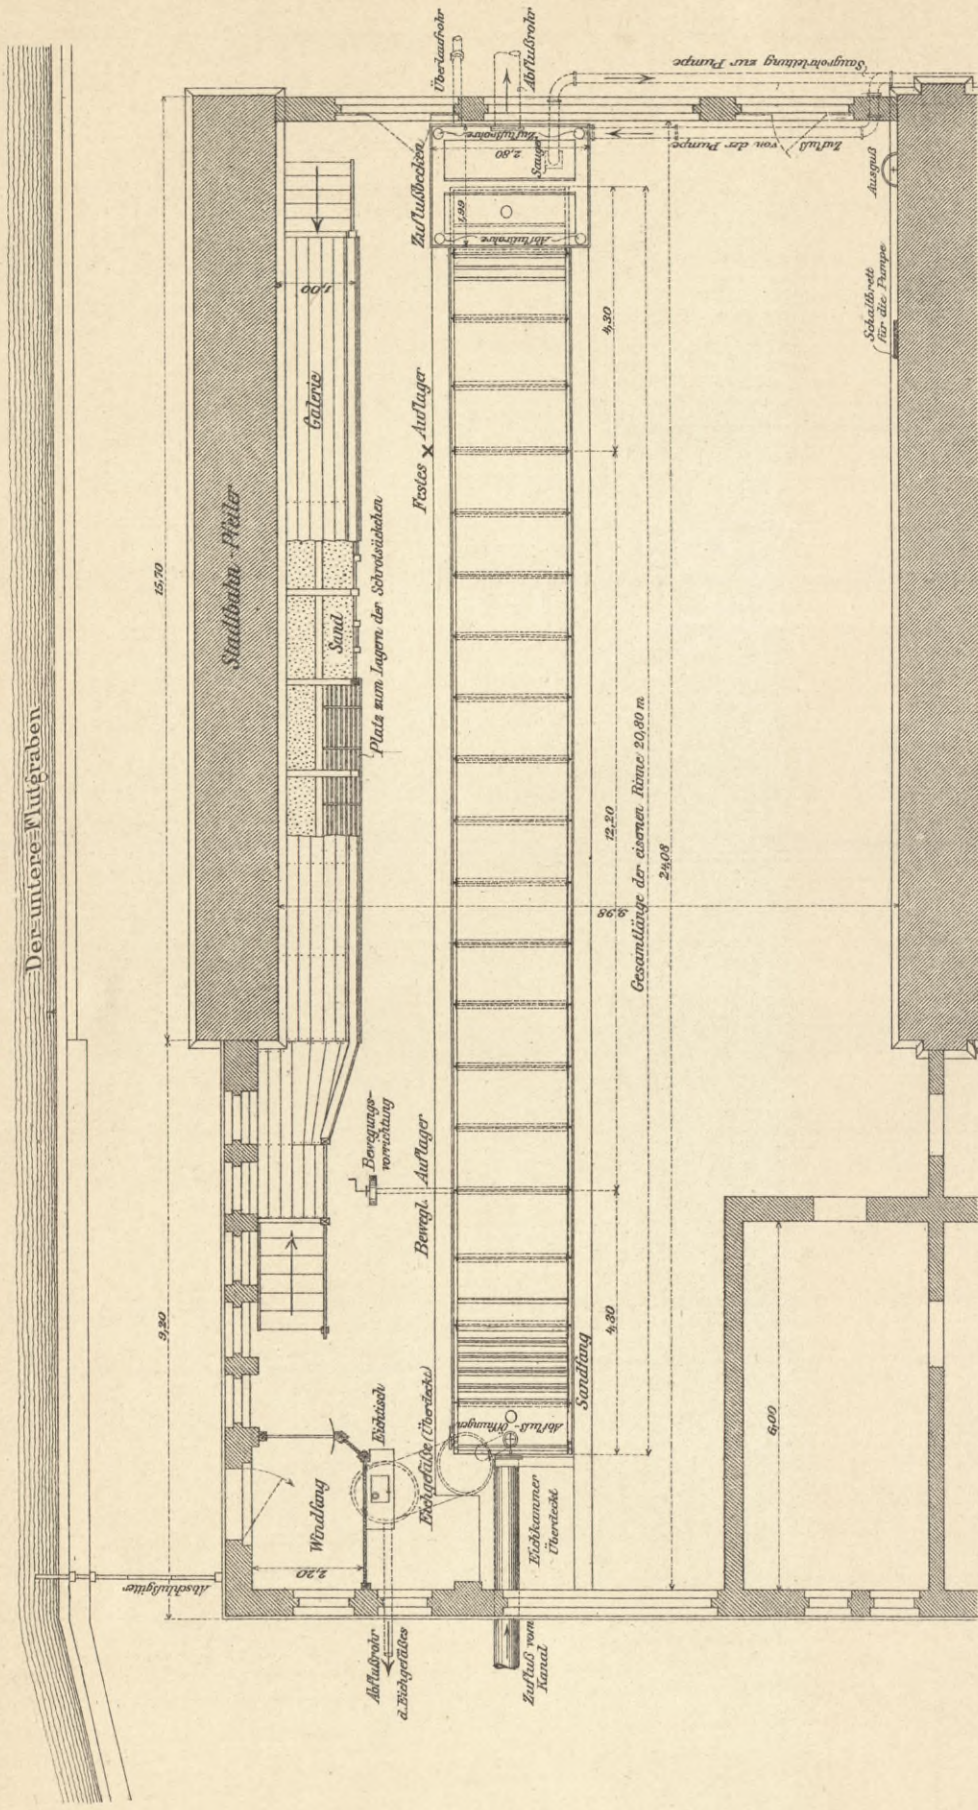 Der untere Flutgraben
Abschlußgitter
9,20
15,70
Stadtbahn-Pfeiler
Windfang
2,20
Galerie
1,00
Sand
Platz zum Lagern der Schrotsäckchen
Abflußrohr
d. Eichgefäßes
Eichtisch
Eichgefäße (Überdeckt)
Bewegungs-
vorrichtung
Bewegl. Auflager
Festes Auflager
Zuflußbecken
Überlaufrohr
Abflußrohr
Zufluß vom
Kanal
Eichkammer
Überdeckt
Abfluß-Öffnungen
Sandfang
1,99
Abflußrohre
Zuflußrohre
2,80
Sauger
4,30
12,20
4,30
Gesamtlänge der eisernen Rinne 20,80 m
24,08
9,98
6,00
Saugrohrleitung zur Pumpe
Zufluß
von der Pumpe
Ausguß
Schaltbrett
für die Pumpe